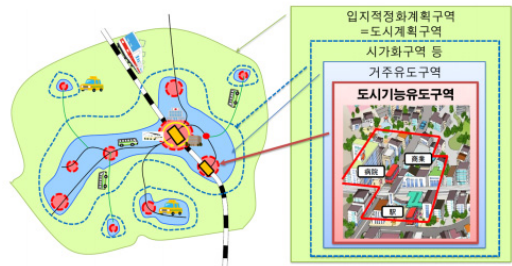 입지적정화계획구역
=도시계획구역
시가화구역 등
거주유도구역
도시기능유도구역
商業
病院
駅